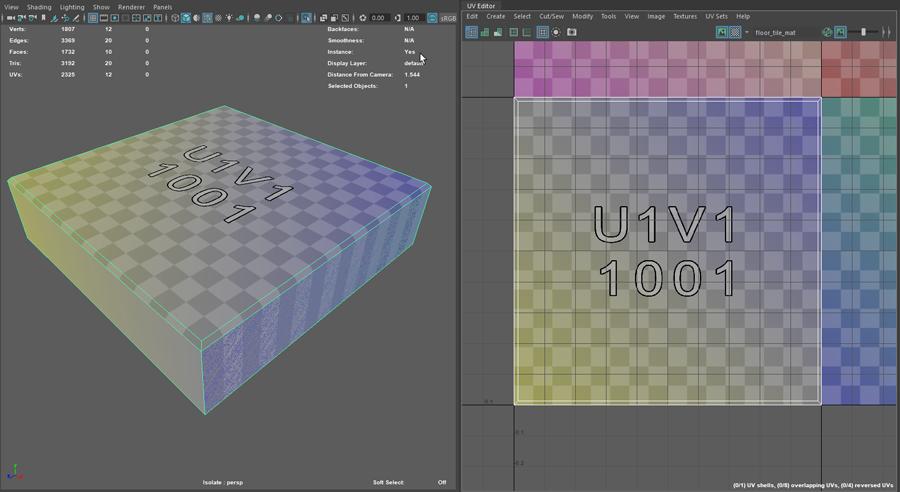 View Shading Lighting Show Renderer Panels
0.00 1.00 sRGB
Verts: 1807 12 0
Edges: 3369 20 0
Faces: 1732 10 0
Tris: 3192 20 0
UVs: 2325 12 0
Backfaces: N/A
Smoothness: N/A
Instance: Yes
Display Layer: default
Distance From Camera: 1.544
Selected Objects: 1
U1V1
1001
Isolate : persp
Soft Select: Off
UV Editor
Edit Create Select Cut/Sew Modify Tools View Image Textures UV Sets Help
floor_tile_mat
U1V1
1001
-0.1
-0.2
(0/1) UV shells, (0/8) overlapping UVs, (0/4) reversed UVs